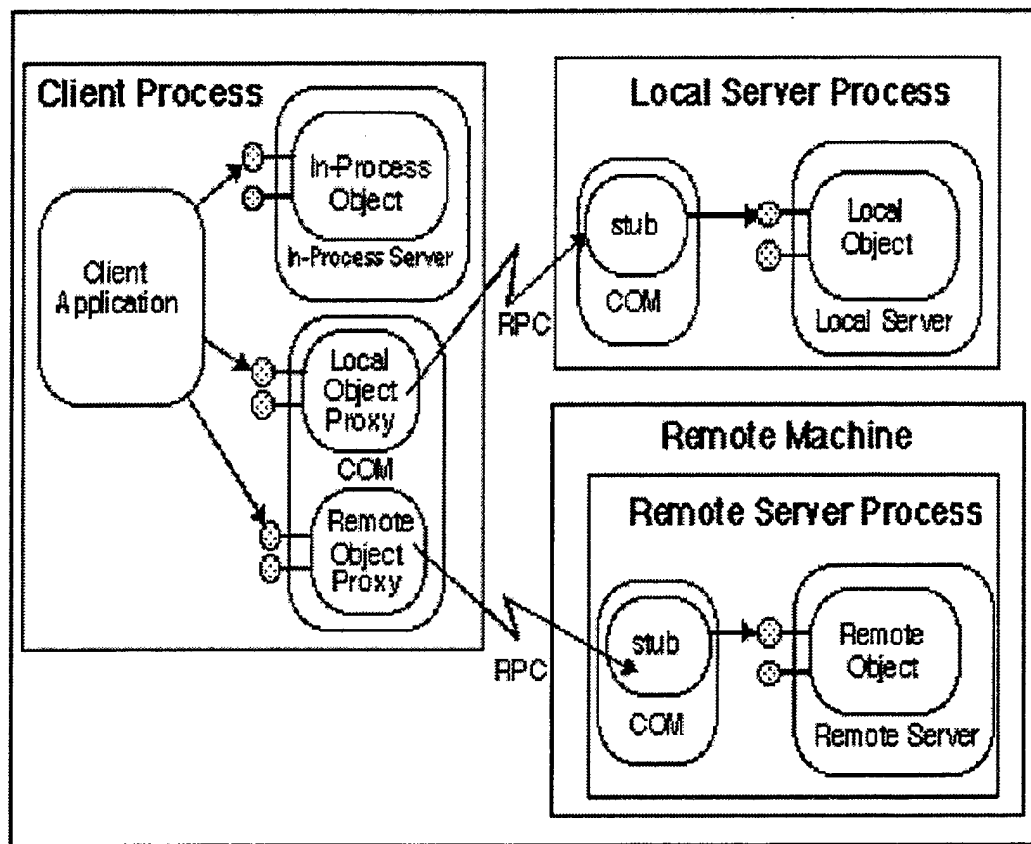 Client Process
In-Process
Object
In-Process Server
Client
Application
Local
Object
Proxy
COM
Remote
Object
Proxy
RPC
RPC
Local Server Process
stub
COM
Local
Object
Local Server
Remote Machine
Remote Server Process
stub
COM
Remote
Object
Remote Server